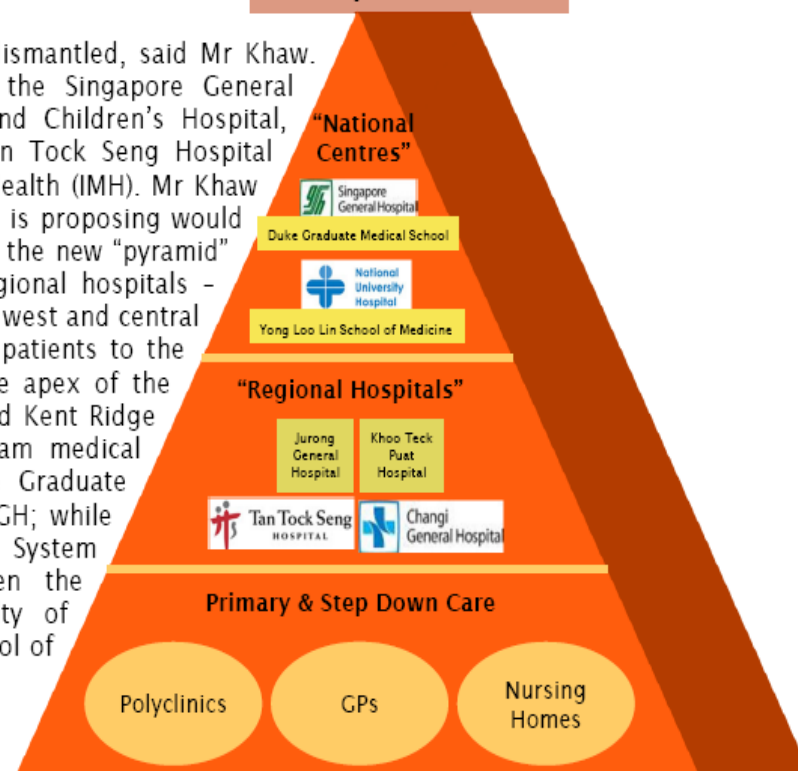 ismantled, said Mr Khaw.
the Singapore General
nd Children's Hospital,
n Tock Seng Hospital
ealth (IMH). Mr Khaw
is proposing would
the new "pyramid"
gional hospitals –
west and central
patients to the
e apex of the
d Kent Ridge
am medical
Graduate
GH; while
System
en the
ty of
ol of
"National
Centres"
Singapore
General Hospital
Duke Graduate Medical School
National
University
Hospital
Yong Loo Lin School of Medicine
"Regional Hospitals"
Jurong
General
Hospital
Khoo Teck
Puat
Hospital
Tan Tock Seng
HOSPITAL
Changi
General Hospital
Primary & Step Down Care
Polyclinics
GPs
Nursing
Homes